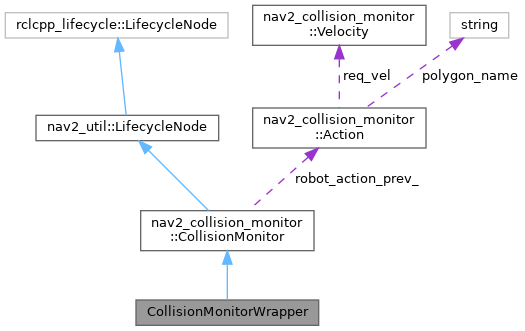 rclcpp_lifecycle::LifecycleNode
nav2_collision_monitor
::Velocity
string
req_vel
polygon_name
nav2_util::LifecycleNode
nav2_collision_monitor
::Action
robot_action_prev_
nav2_collision_monitor
::CollisionMonitor
CollisionMonitorWrapper